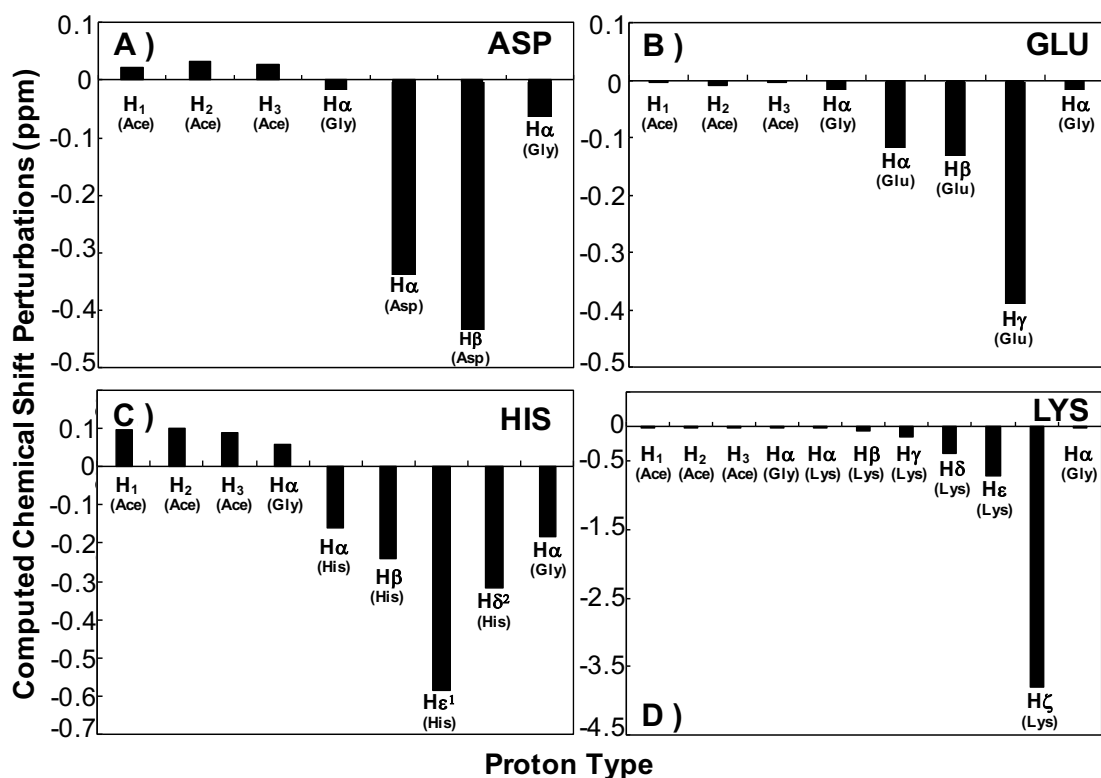 Computed Chemical Shift Perturbations (ppm)
A )
ASP
0.1
0
-0.1
-0.2
-0.3
-0.4
-0.5
H₁ H₂ H₃ Hα
(Ace) (Ace) (Ace) (Gly)
Hα
(Asp)
Hβ
(Asp)
Hα
(Gly)
B )
GLU
0.1
0
-0.1
-0.2
-0.3
-0.4
-0.5
H₁ H₂ H₃ Hα
(Ace) (Ace) (Ace) (Gly)
Hα
(Glu)
Hβ
(Glu)
Hγ
(Glu)
Hα
(Gly)
C )
HIS
0.1
0
-0.1
-0.2
-0.3
-0.4
-0.5
-0.6
-0.7
H₁ H₂ H₃ Hα
(Ace) (Ace) (Ace) (Gly)
Hα
(His)
Hβ
(His)
Hε¹
(His)
Hδ²
(His)
Hα
(Gly)
LYS
D )
0
-0.5
-1.5
-2.5
-3.5
-4.5
H₁ H₂ H₃ Hα Hα Hβ Hγ
(Ace) (Ace) (Ace) (Gly) (Lys) (Lys) (Lys)
Hδ
(Lys)
Hε
(Lys)
Hζ
(Lys)
Hα
(Gly)
Proton Type